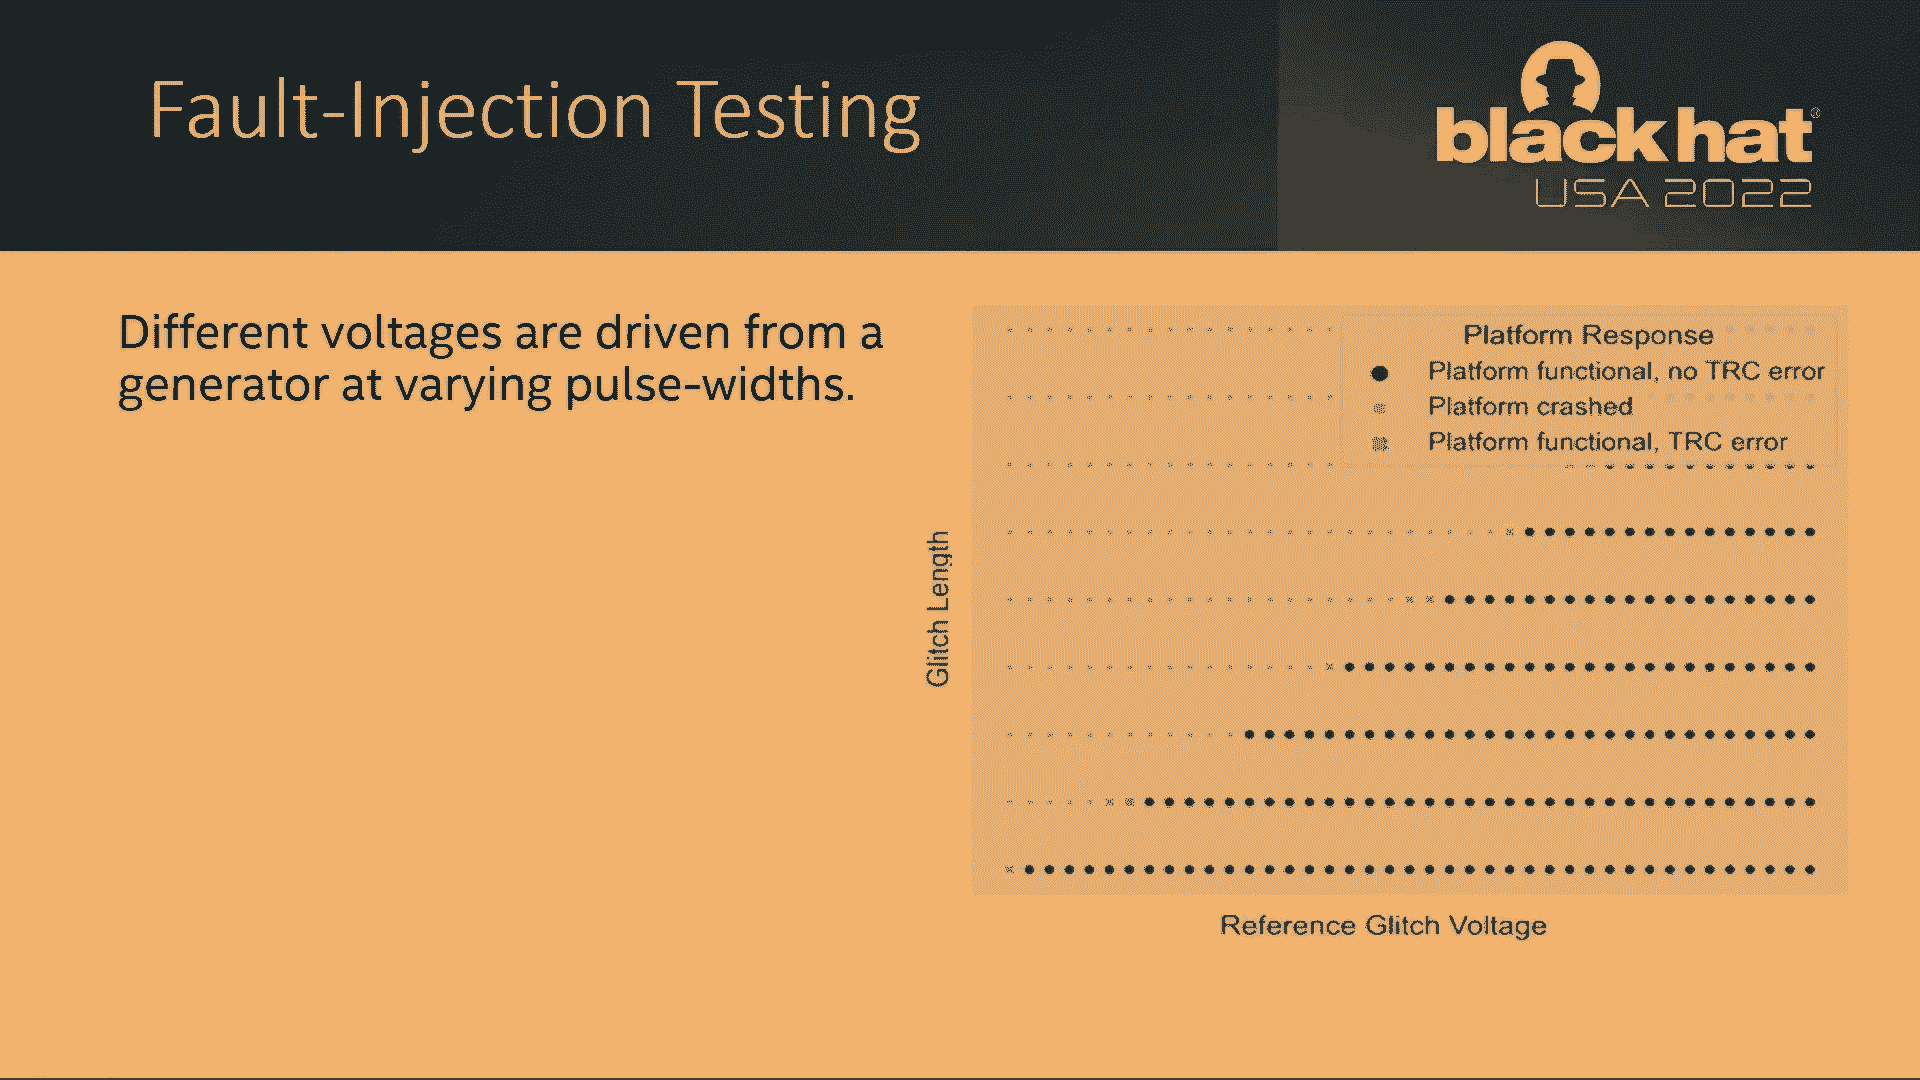 Fault-Injection Testing
black hat®
USA 2022
Different voltages are driven from a
generator at varying pulse-widths.
Platform Response
Platform functional, no TRC error
Platform crashed
Platform functional, TRC error
Glitch Length
Reference Glitch Voltage